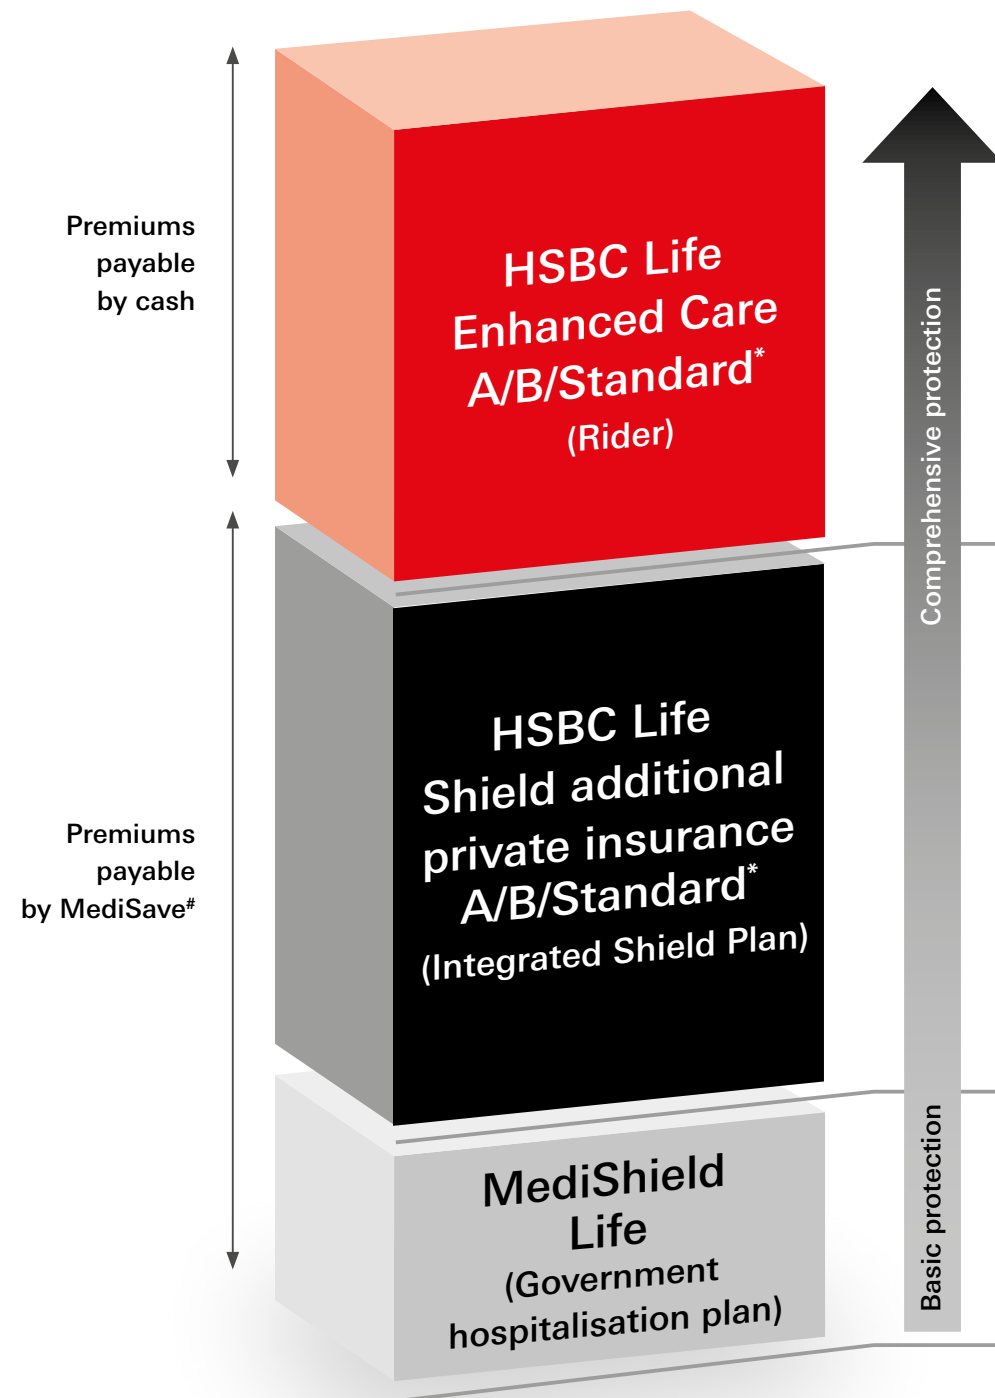 Premiums
payable
by cash
HSBC Life
Enhanced Care
A/B/Standard*
(Rider)
Comprehensive protection
Premiums
payable
by MediSave#
HSBC Life
Shield additional
private insurance
A/B/Standard*
(Integrated Shield Plan)
MediShield
Life
(Government
hospitalisation plan)
Basic protection